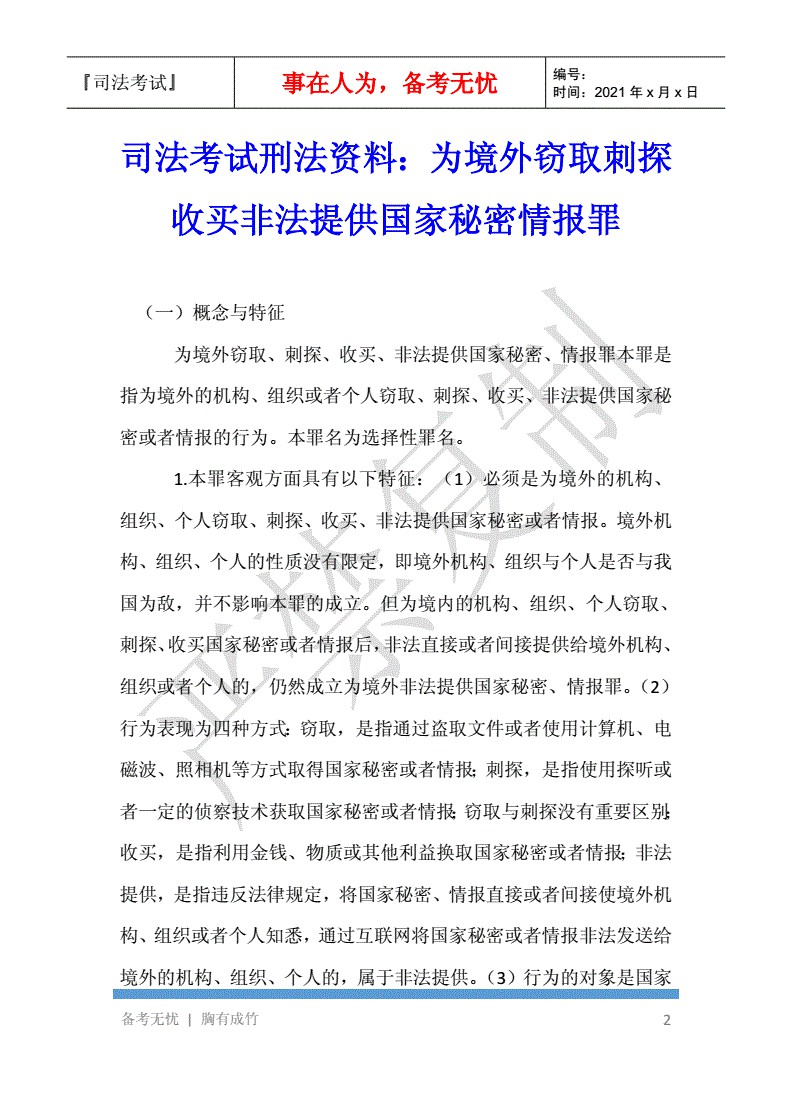 『司法考试』
事在人为，备考无忧
编号：
时间：2021 年 x 月 x 日
司法考试刑法资料：为境外窃取刺探
收买非法提供国家秘密情报罪
（一）概念与特征
为境外窃取、刺探、收买、非法提供国家秘密、情报罪本罪是
指为境外的机构、组织或者个人窃取、刺探、收买、非法提供国家秘
密或者情报的行为。本罪名为选择性罪名。
1.本罪客观方面具有以下特征：（1）必须是为境外的机构、
组织、个人窃取、刺探、收买、非法提供国家秘密或者情报。境外机
构、组织、个人的性质没有限定，即境外机构、组织与个人是否与我
国为敌，并不影响本罪的成立。但为境内的机构、组织、个人窃取、
刺探、收买国家秘密或者情报后，非法直接或者间接提供给境外机构、
组织或者个人的，仍然成立为境外非法提供国家秘密、情报罪。（2）
行为表现为四种方式：窃取，是指通过盗取文件或者使用计算机、电
磁波、照相机等方式取得国家秘密或者情报；刺探，是指使用探听或
者一定的侦察技术获取国家秘密或者情报；窃取与刺探没有重要区别；
收买，是指利用金钱、物质或其他利益换取国家秘密或者情报；非法
提供，是指违反法律规定，将国家秘密、情报直接或者间接使境外机
构、组织或者个人知悉，通过互联网将国家秘密或者情报非法发送给
境外的机构、组织、个人的，属于非法提供。（3）行为的对象是国家
严禁复制
备考无忧 | 胸有成竹
2